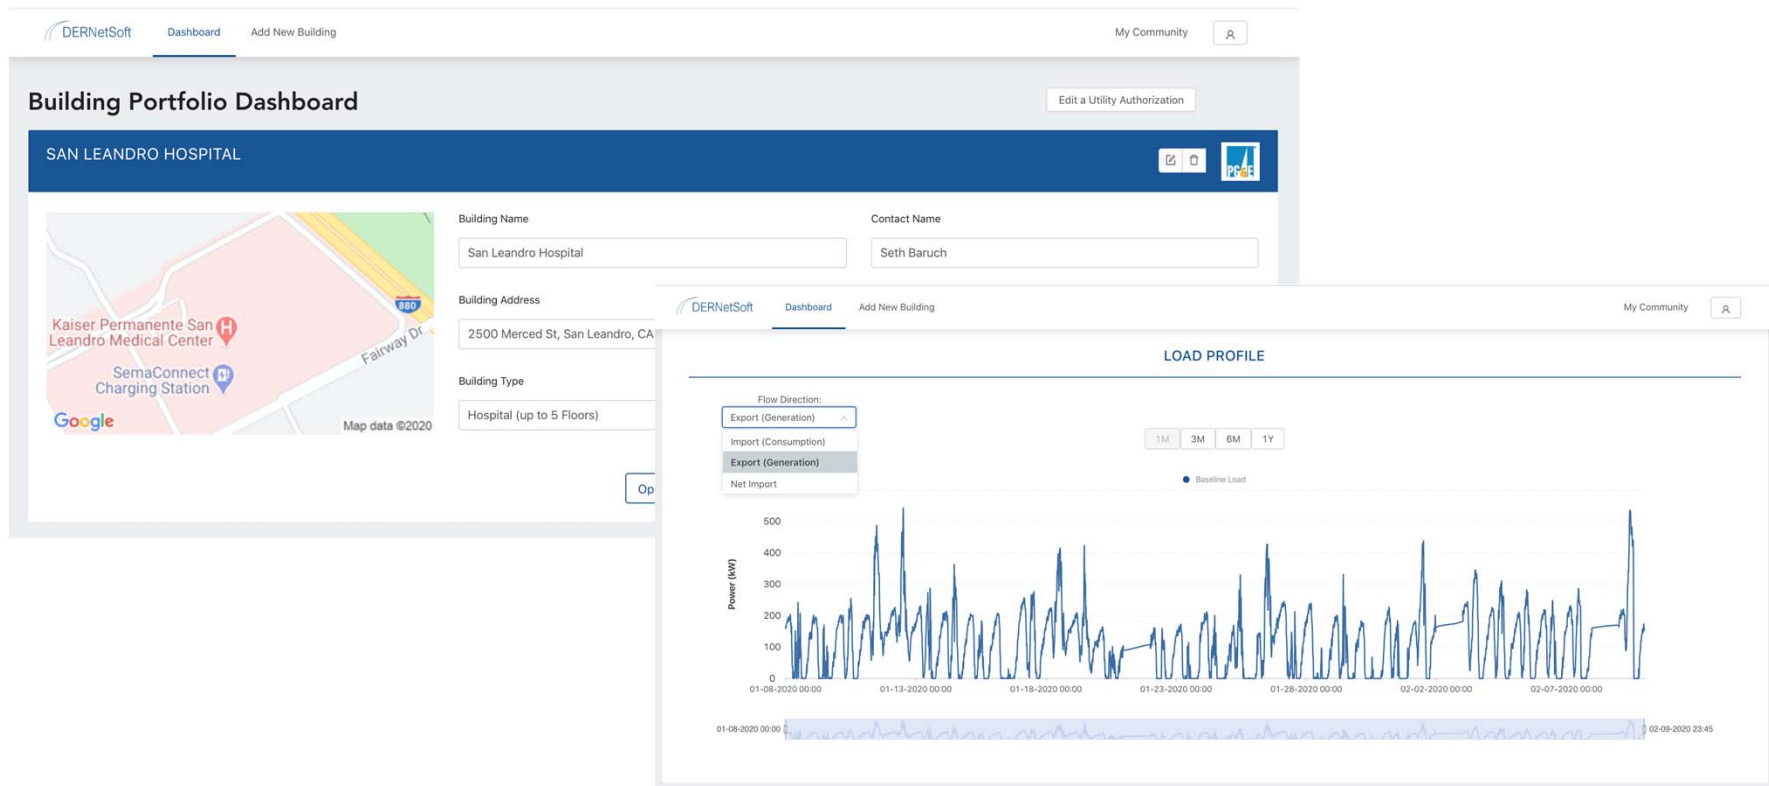 DERNetSoft Dashboard Add New Building My Community
Building Portfolio Dashboard
Edit a Utility Authorization
SAN LEANDRO HOSPITAL
PG&E
Building Name
San Leandro Hospital
Contact Name
Seth Baruch
Building Address
2500 Merced St, San Leandro, CA
Building Type
Hospital (up to 5 Floors)
Op
880
Kaiser Permanente San
Leandro Medical Center
H
Fairway Dr
SemaConnect
Charging Station
Google
Map data ©2020
DERNetSoft Dashboard Add New Building My Community
LOAD PROFILE
Flow Direction:
Export (Generation)
Import (Consumption)
Export (Generation)
Net Import
1M 3M 6M 1Y
Baseline Load
Power (kW)
500
400
300
200
100
0
01-08-2020 00:00 01-13-2020 00:00 01-18-2020 00:00 01-23-2020 00:00 01-28-2020 00:00 02-02-2020 00:00 02-07-2020 00:00
01-08-2020 00:00 02-09-2020 23:45